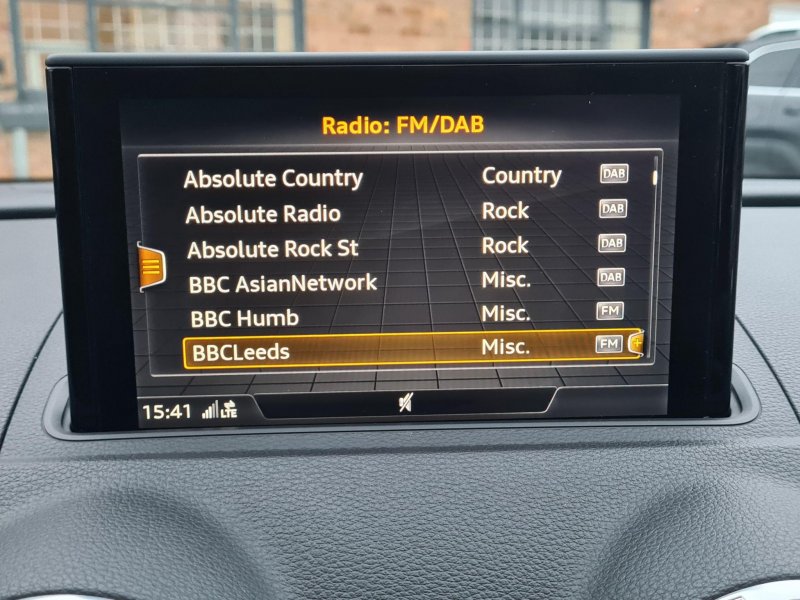 Radio: FM/DAB
Absolute Country Country DAB
Absolute Radio Rock DAB
Absolute Rock St Rock DAB
BBC AsianNetwork Misc. DAB
BBC Humb Misc. FM
BBCLeeds Misc. FM
15:41 LTE